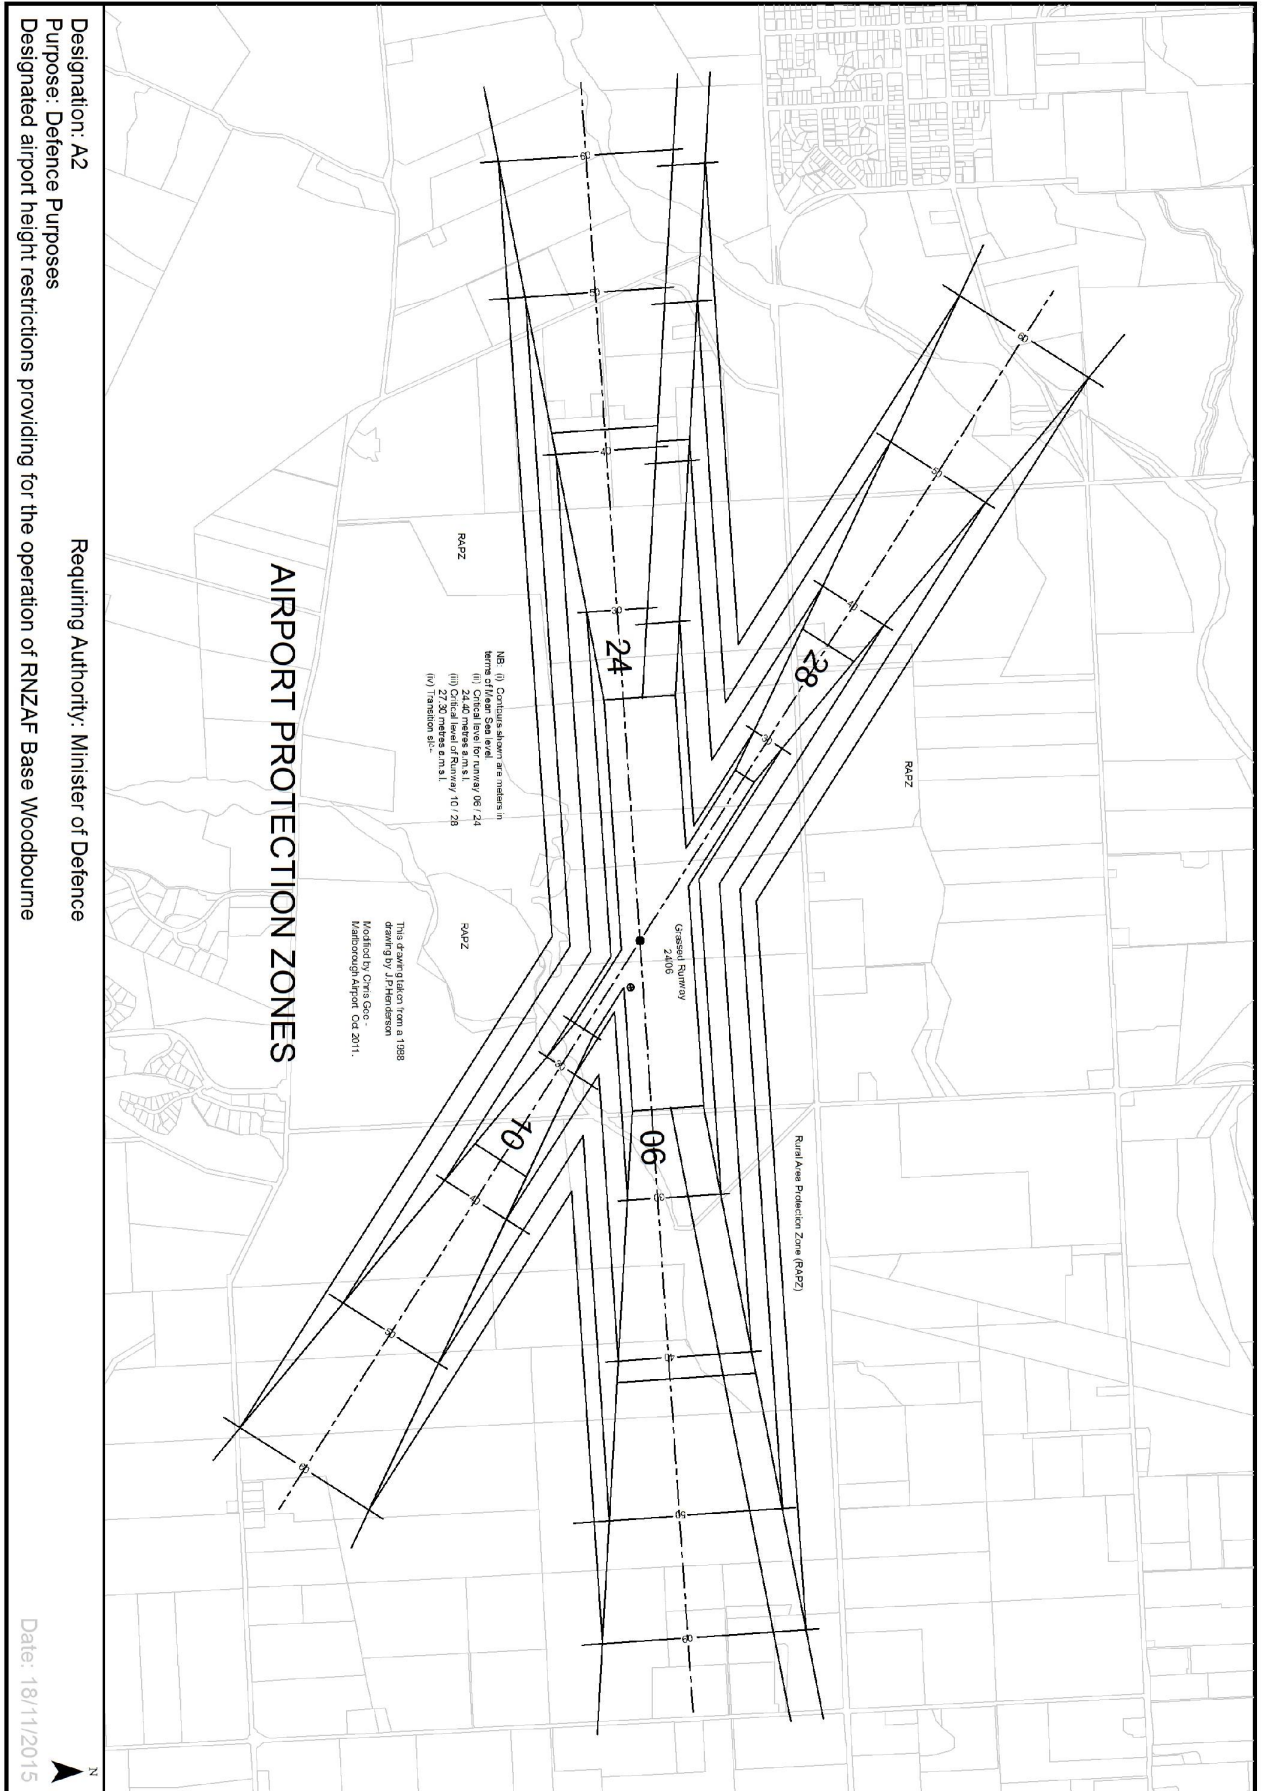 Designation: A2
Purpose: Defence Purposes
Designated airport height restrictions providing for the operation of RNZAF Base Woodbourne
Requiring Authority: Minister of Defence
Date: 18/11/2015
N
AIRPORT PROTECTION ZONES
RAPZ
RAPZ
RAPZ
NB: (i) Contours shown are meters in
terms of Mean Sea level.
(ii) Critical level for runway 06 / 24
24.40 metres a.m.s.l.
(iii) Critical level of Runway 10 / 28
27.30 metres a.m.s.l.
(iv) Transition
This drawing taken from a 1988
drawing by J.P.Henderson
Modified by Chris
Marlborough Airport Oct 2011.
Grassed Runway
24/06
Rural Area Protection Zone (RAPZ)
24
28
10
06
60
50
40
30
60
50
40
30
30
40
50
60
30
40
50
60